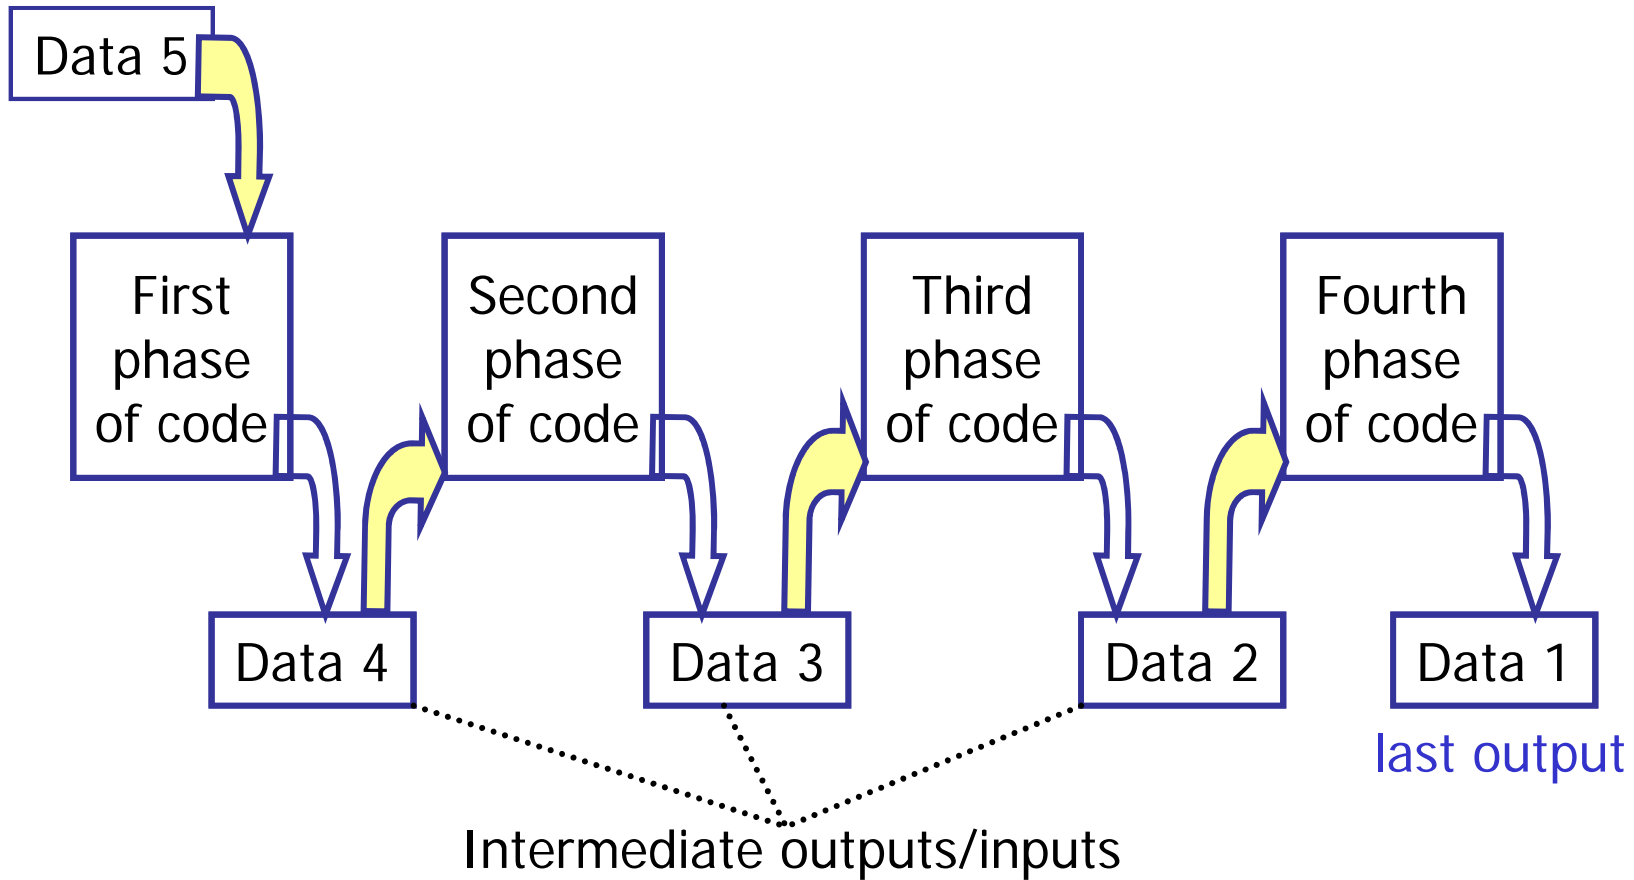 Data 5
First
phase
of code
Second
phase
of code
Third
phase
of code
Fourth
phase
of code
Data 4
Data 3
Data 2
Data 1
last output
Intermediate outputs/inputs